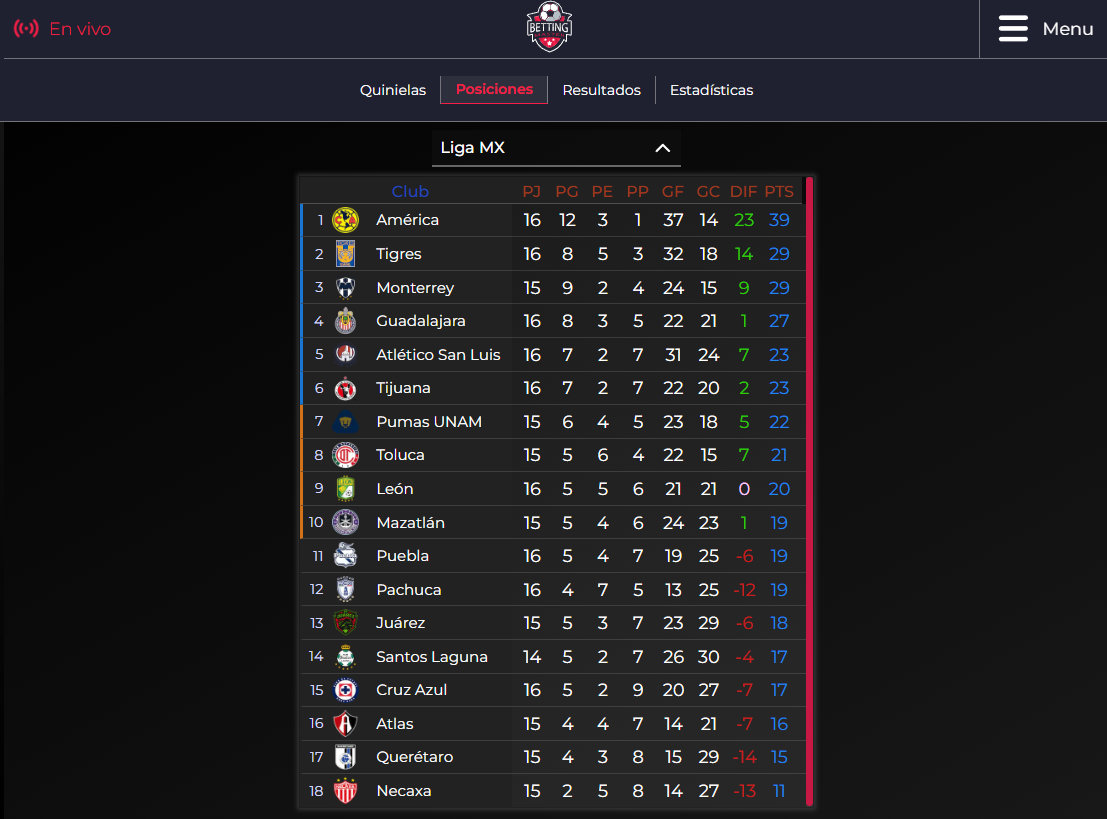 En vivo
BETTING
Menu
Quinielas Posiciones Resultados Estadísticas
Liga MX
Club PJ PG PE PP GF GC DIF PTS
1 América 16 12 3 1 37 14 23 39
2 Tigres 16 8 5 3 32 18 14 29
3 Monterrey 15 9 2 4 24 15 9 29
4 Guadalajara 16 8 3 5 22 21 1 27
5 Atlético San Luis 16 7 2 7 31 24 7 23
6 Tijuana 16 7 2 7 22 20 2 23
7 Pumas UNAM 15 6 4 5 23 18 5 22
8 Toluca 15 5 6 4 22 15 7 21
9 León 16 5 5 6 21 21 0 20
10 Mazatlán 15 5 4 6 24 23 1 19
11 Puebla 16 5 4 7 19 25 -6 19
12 Pachuca 16 4 7 5 13 25 -12 19
13 Juárez 15 5 3 7 23 29 -6 18
14 Santos Laguna 14 5 2 7 26 30 -4 17
15 Cruz Azul 16 5 2 9 20 27 -7 17
16 Atlas 15 4 4 7 14 21 -7 16
17 Querétaro 15 4 3 8 15 29 -14 15
18 Necaxa 15 2 5 8 14 27 -13 11